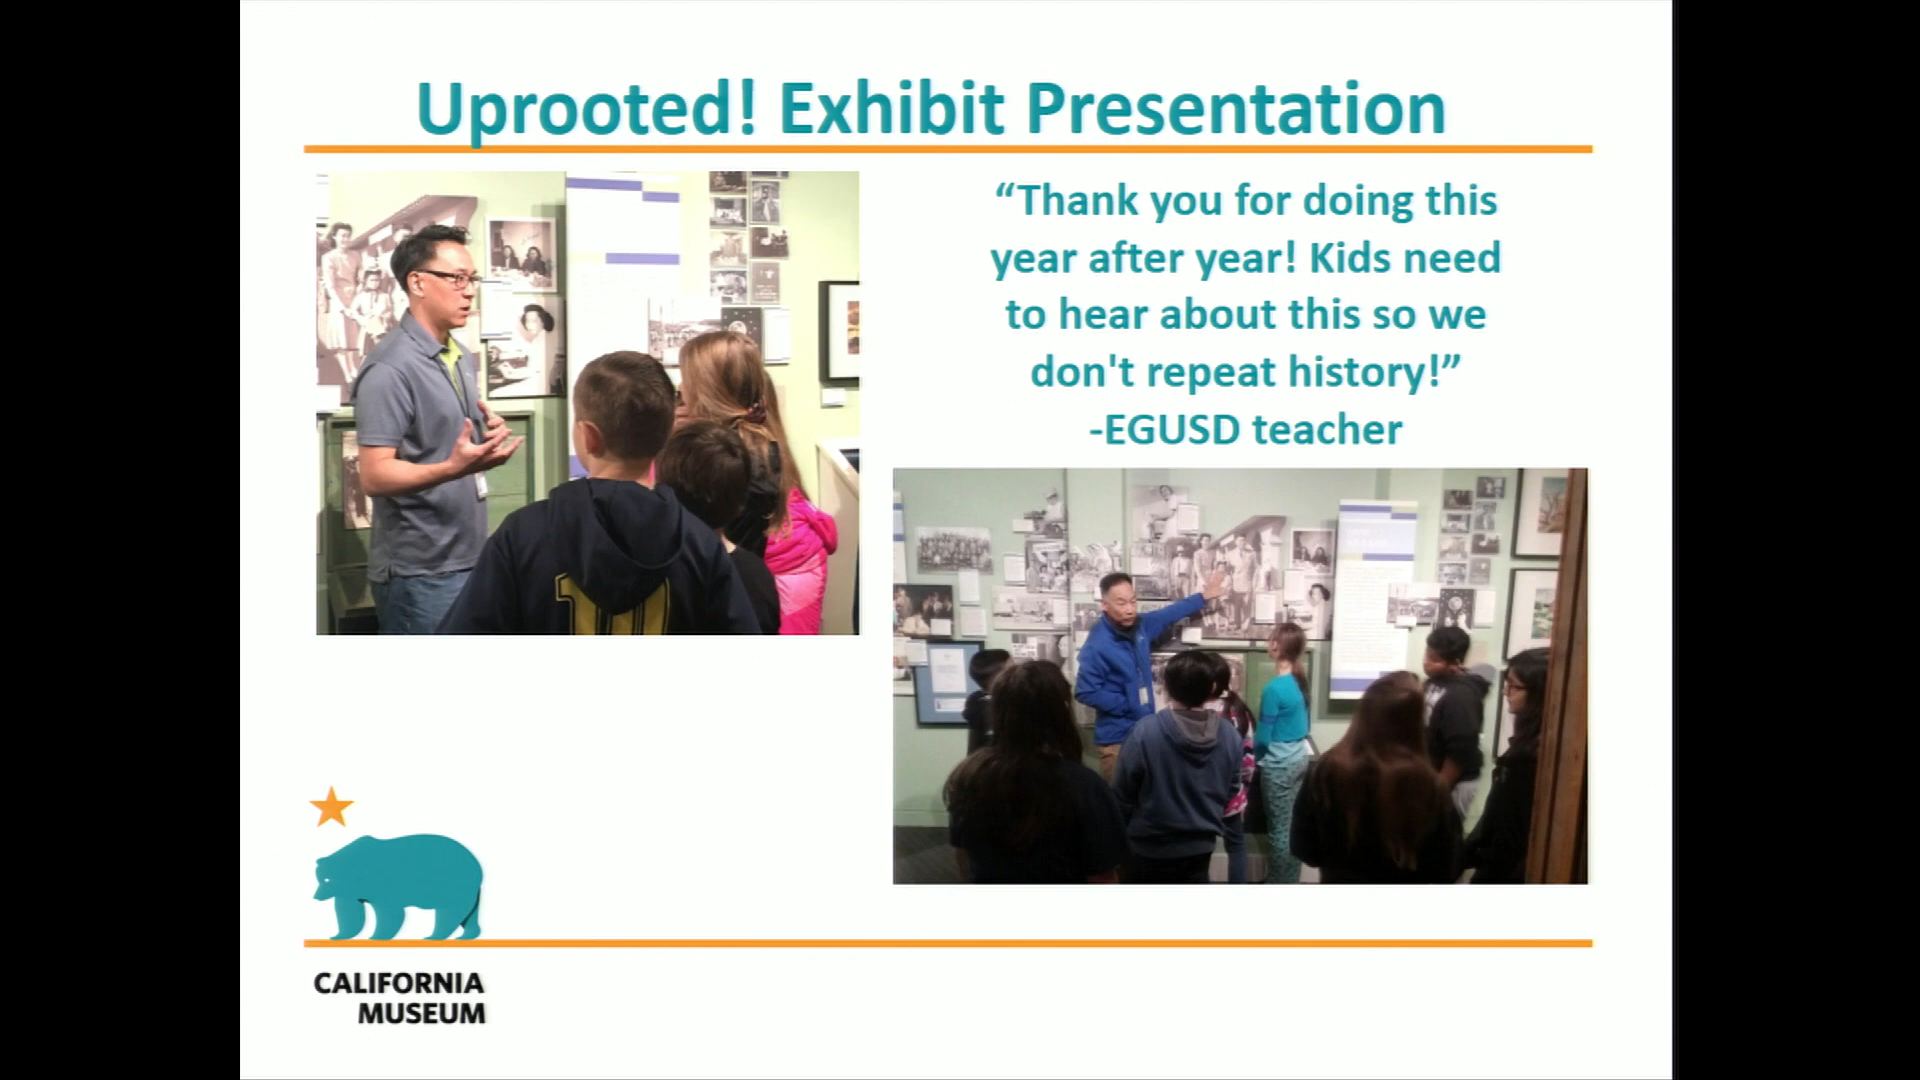 Uprooted! Exhibit Presentation
“Thank you for doing this
year after year! Kids need
to hear about this so we
don't repeat history!”
-EGUSD teacher
CALIFORNIA
MUSEUM